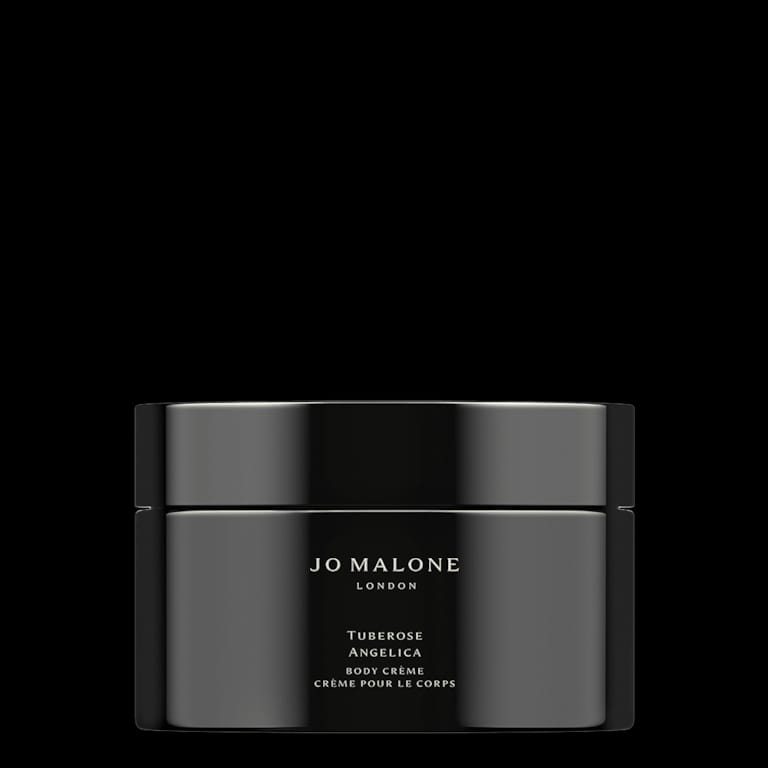 JO MALONE
LONDON
TUBEROSE
ANGELICA
BODY CRÈME
CRÈME POUR LE CORPS